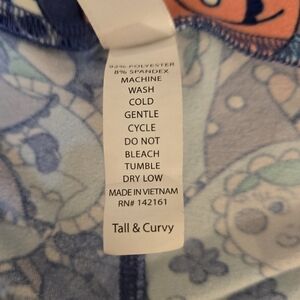 92% POLYESTER
8% SPANDEX
MACHINE
WASH
COLD
GENTLE
CYCLE
DO NOT
BLEACH
TUMBLE
DRY LOW
MADE IN VIETNAM
RN# 142161
Tall & Curvy